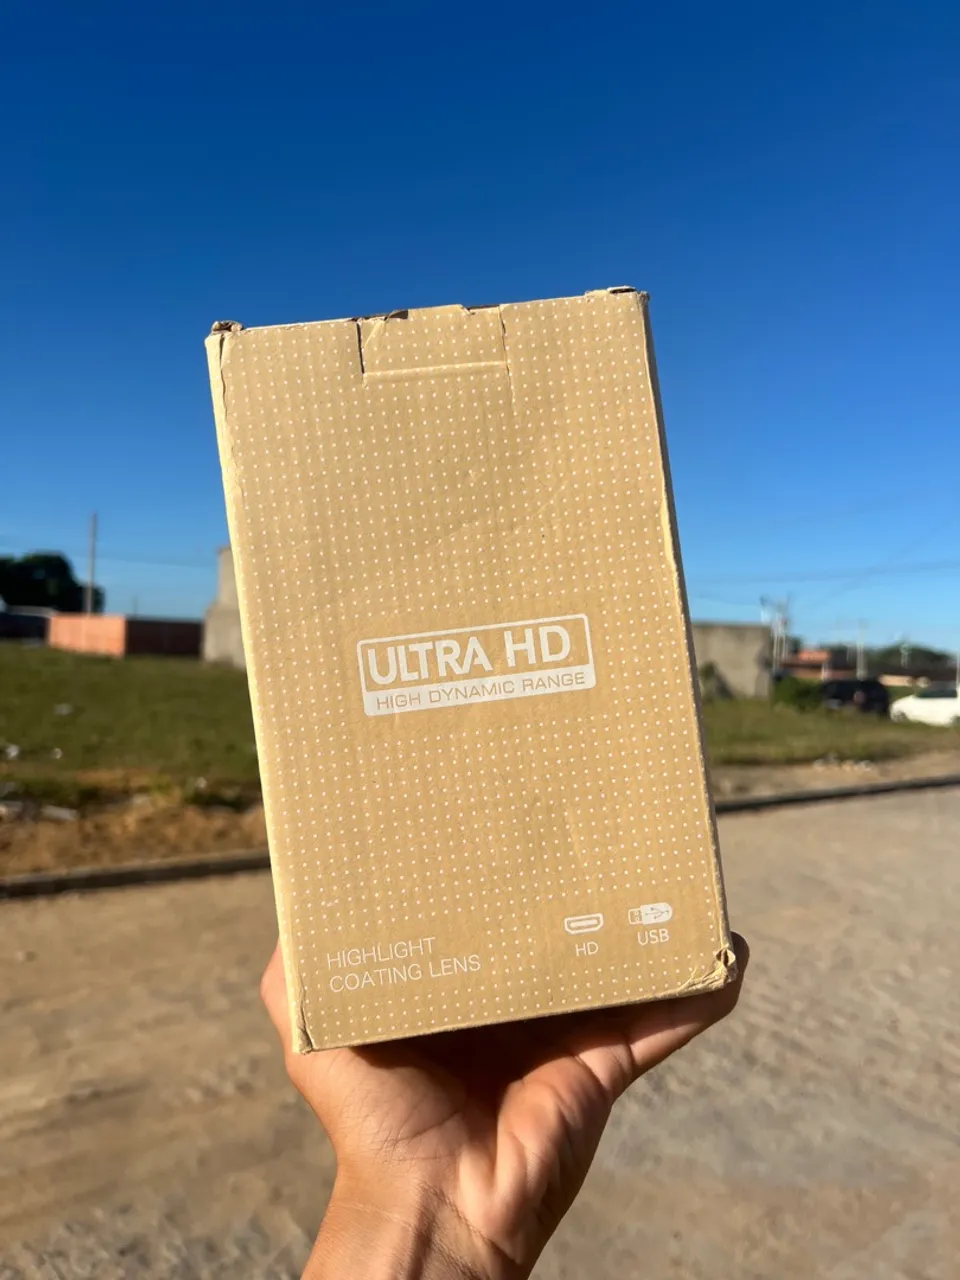 ULTRA HD
HIGH DYNAMIC RANGE
HIGHLIGHT
COATING LENS
HD
USB